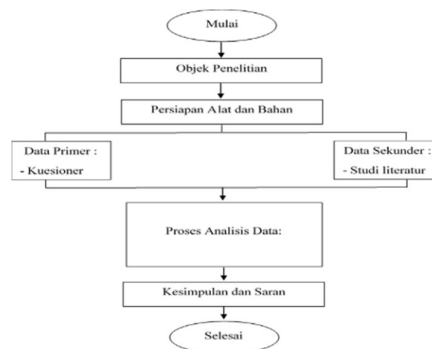 Mulai
Objek Penelitian
Persiapan Alat dan Bahan
Data Primer :
- Kuesioner
Data Sekunder :
- Studi literatur
Proses Analisis Data:
Kesimpulan dan Saran
Selesai